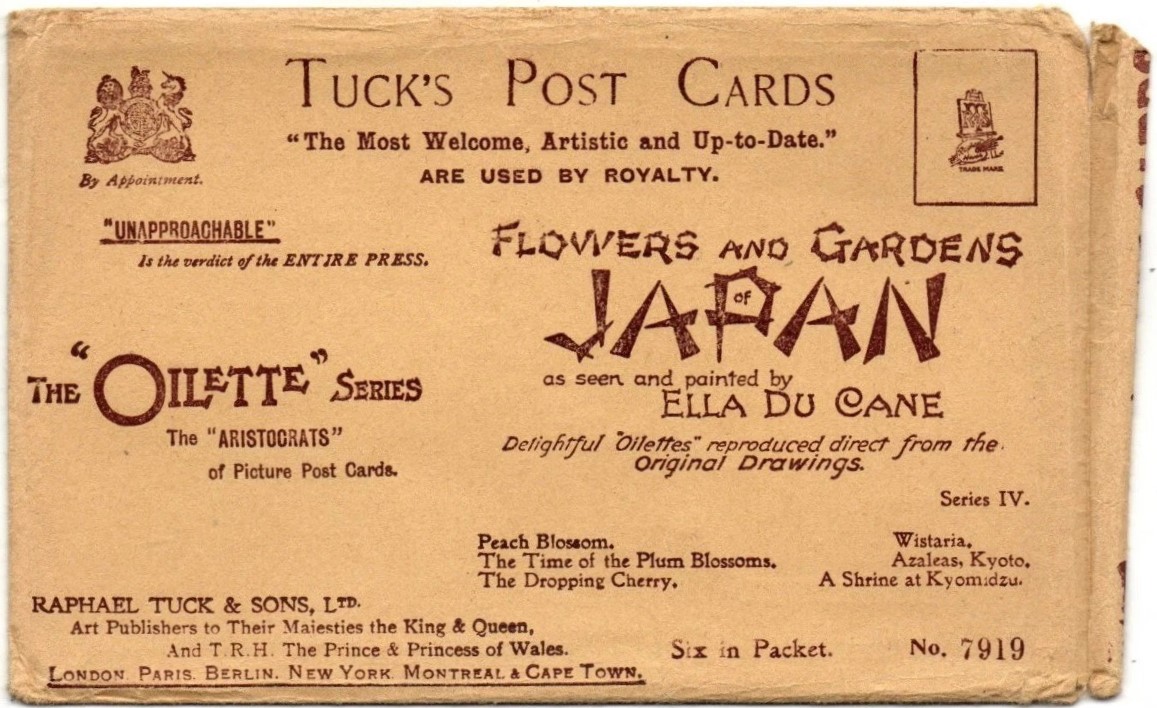 TUCK'S POST CARDS
"The Most Welcome, Artistic and Up-to-Date."
ARE USED BY ROYALTY.
By Appointment.
TRADE MARK
"UNAPPROACHABLE"
Is the verdict of the ENTIRE PRESS.
FLOWERS AND GARDENS
OF
JAPAN
as seen and painted by
ELLA DU CANE
Delightful "Oilettes" reproduced direct from the
Original Drawings.
THE "OILETTE" SERIES
The "ARISTOCRATS"
of Picture Post Cards.
Series IV.
Peach Blossom.
The Time of the Plum Blossoms.
The Dropping Cherry.
Wistaria.
Azaleas, Kyoto.
A Shrine at Kyomidzu.
RAPHAEL TUCK & SONS, LTD.
Art Publishers to Their Majesties the King & Queen,
And T.R.H. The Prince & Princess of Wales.
LONDON. PARIS. BERLIN. NEW YORK. MONTREAL & CAPE TOWN.
Six in Packet.
No. 7919